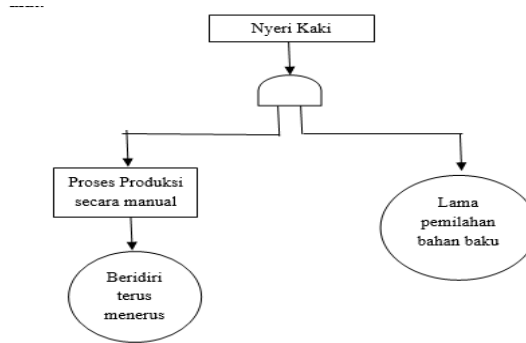 Nyeri Kaki
Proses Produksi
secara manual
Lama
pemilahan
bahan baku
Beridiri
terus
menerus